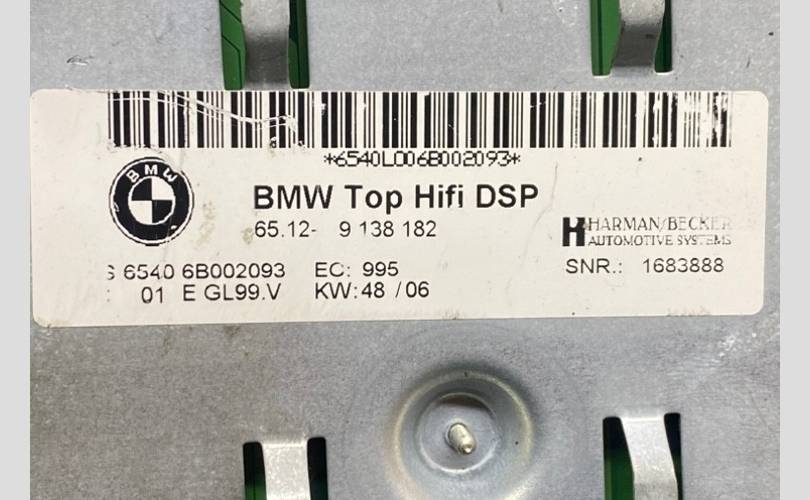 *6540L006B002093*
BMW
BMW Top Hifi DSP
65.12- 9 138 182
HARMAN/BECKER
AUTOMOTIVE SYSTEMS
6540 6B002093 EC: 995
SNR.: 1683888
01 E GL99.V KW: 48 / 06